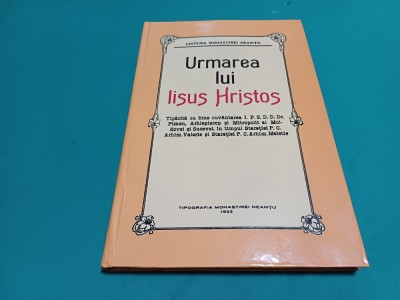 EDITURA MONASTIREI NEAMȚU
Urmarea
lui
Iisus Hristos
Tipărită cu bine cuvântarea I. P. S. D. D. Dr.
Pimen, Arhiepiscop și Mitropolit al Mol-
dovei și Sucevei, în timpul Stareției P. C.
Arhim. Valerie și Stareției P. C. Arhim. Meletie
TIPOGRAFIA MONASTIREI NEAMȚU
1933